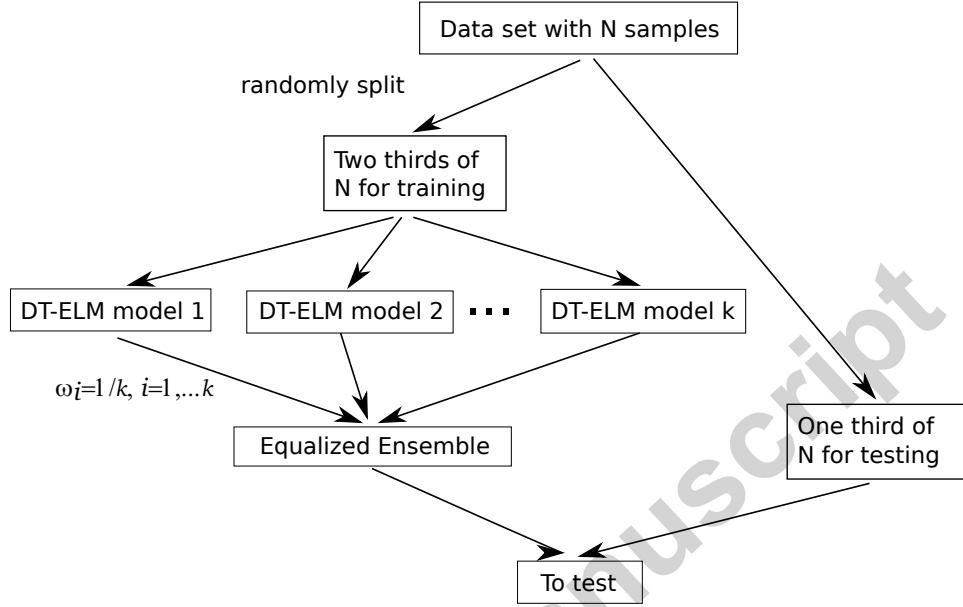 Data set with N samples
randomly split
Two thirds of
N for training
DT-ELM model 1
DT-ELM model 2
...
DT-ELM model k
ωi=1/k, i=1,...k
Equalized Ensemble
One third of
N for testing
To test
nuscript